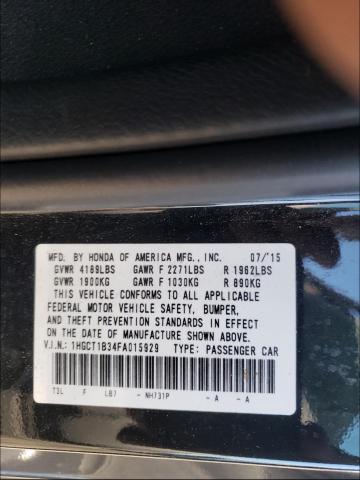 MFD. BY HONDA OF AMERICA MFG., INC. 07/'15
GVWR 4189LBS GAWR F 2271LBS R 1962LBS
GVWR 1900KG GAWR F 1030KG R 890KG
THIS VEHICLE CONFORMS TO ALL APPLICABLE
FEDERAL MOTOR VEHICLE SAFETY, BUMPER,
AND THEFT PREVENTION STANDARDS IN EFFECT
ON THE DATE OF MANUFACTURE SHOWN ABOVE.
V.I.N.: 1HGCT1B34FA015929 TYPE: PASSENGER CAR
T3L F LB7 - NH731P - A - A